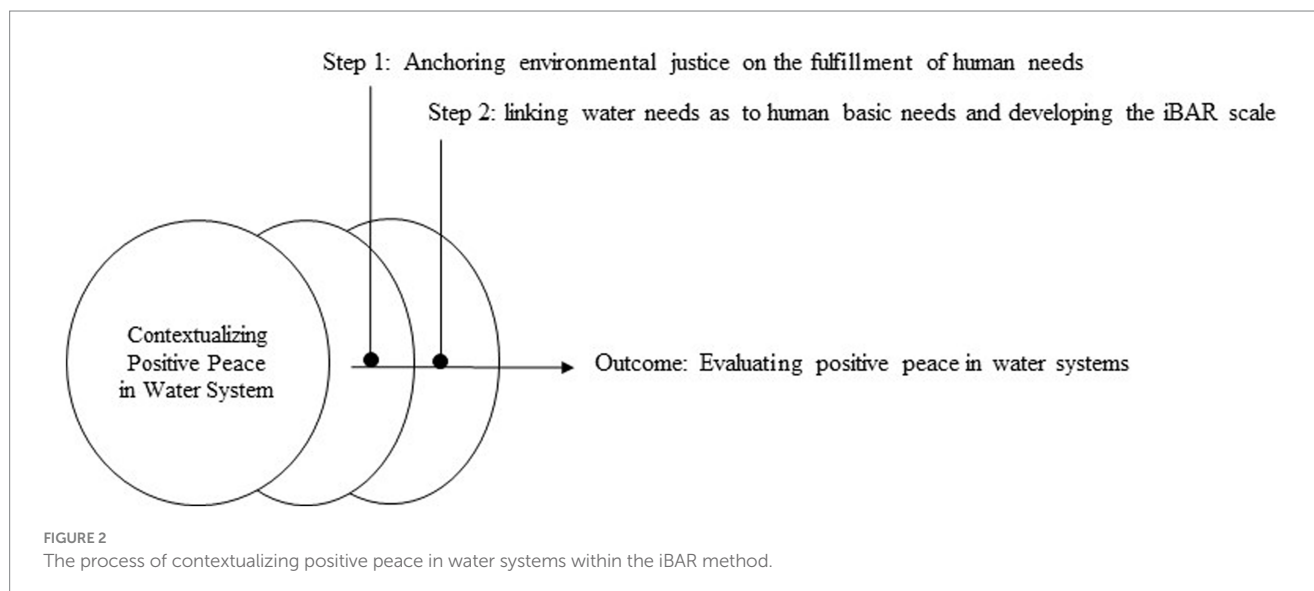 Step 1: Anchoring environmental justice on the fulfillment of human needs
Step 2: linking water needs as to human basic needs and developing the iBAR scale
Contextualizing
Positive Peace
in Water System
Outcome: Evaluating positive peace in water systems
FIGURE 2
The process of contextualizing positive peace in water systems within the iBAR method.